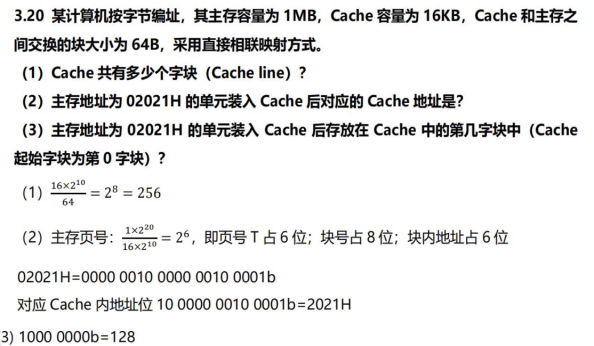 3.20 某计算机按字节编址，其主存容量为 1MB，Cache 容量为 16KB，Cache 和主存之
间交换的块大小为 64B，采用直接相联映射方式。
（1）Cache 共有多少个字块（Cache line）？
（2）主存地址为 02021H 的单元装入 Cache 后对应的 Cache 地址是？
（3）主存地址为 02021H 的单元装入 Cache 后存放在 Cache 中的第几字块中（Cache
起始字块为第 0 字块）？
（1）\frac{16×2^{10}}{64} = 2^8 = 256
（2）主存页号：\frac{1×2^{20}}{16×2^{10}} = 2^6，即页号 T 占 6 位；块号占 8 位；块内地址占 6 位
02021H=0000 0010 0000 0010 0001b
对应 Cache 内地址位 10 0000 0010 0001b=2021H
3) 1000 0000b=128